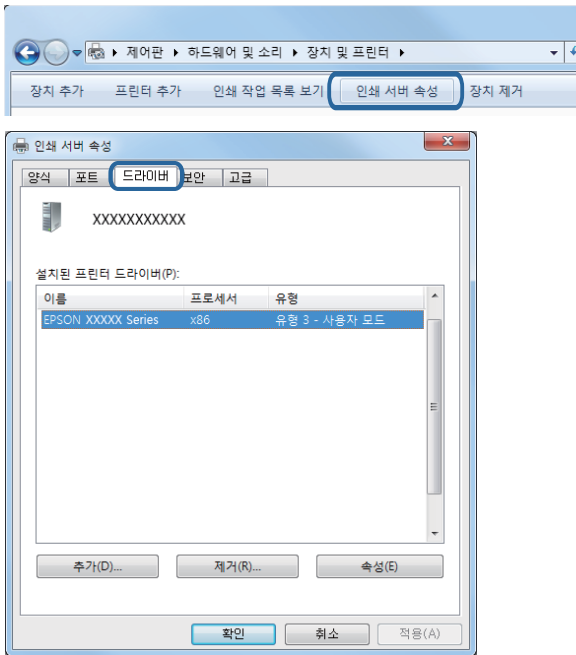 제어판 ▸ 하드웨어 및 소리 ▸ 장치 및 프린터 ▸
장치 추가 프린터 추가 인쇄 작업 목록 보기 인쇄 서버 속성 장치 제거
인쇄 서버 속성
양식 포트 드라이버 보안 고급
XXXXXXXXXXX
설치된 프린터 드라이버(P):
이름 프로세서 유형
EPSON XXXXX Series x86 유형 3 - 사용자 모드
추가(D)... 제거(R)... 속성(E)
확인 취소 적용(A)